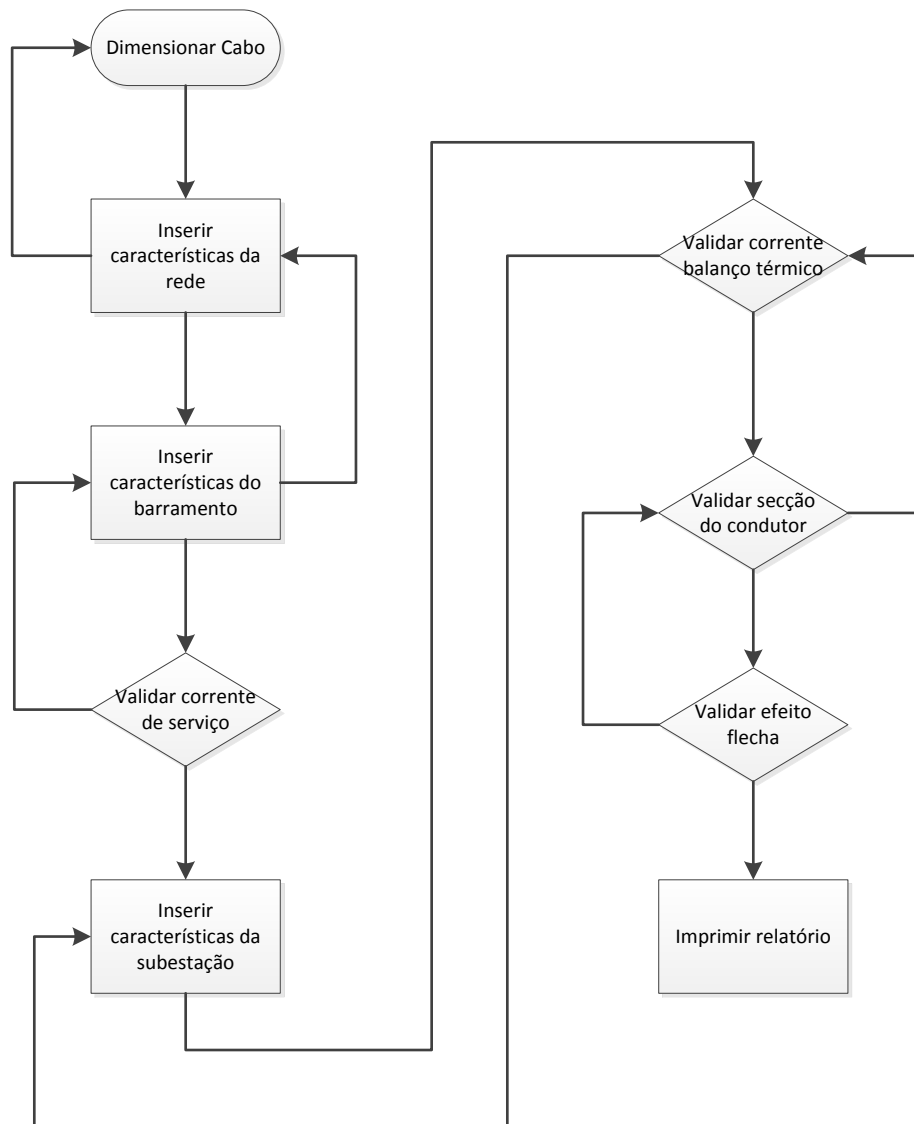 Dimensionar Cabo
Inserir
características da
rede
Inserir
características do
barramento
Validar corrente
de serviço
Inserir
características da
subestação
Validar corrente
balanço térmico
Validar secção
do condutor
Validar efeito
flecha
Imprimir relatório